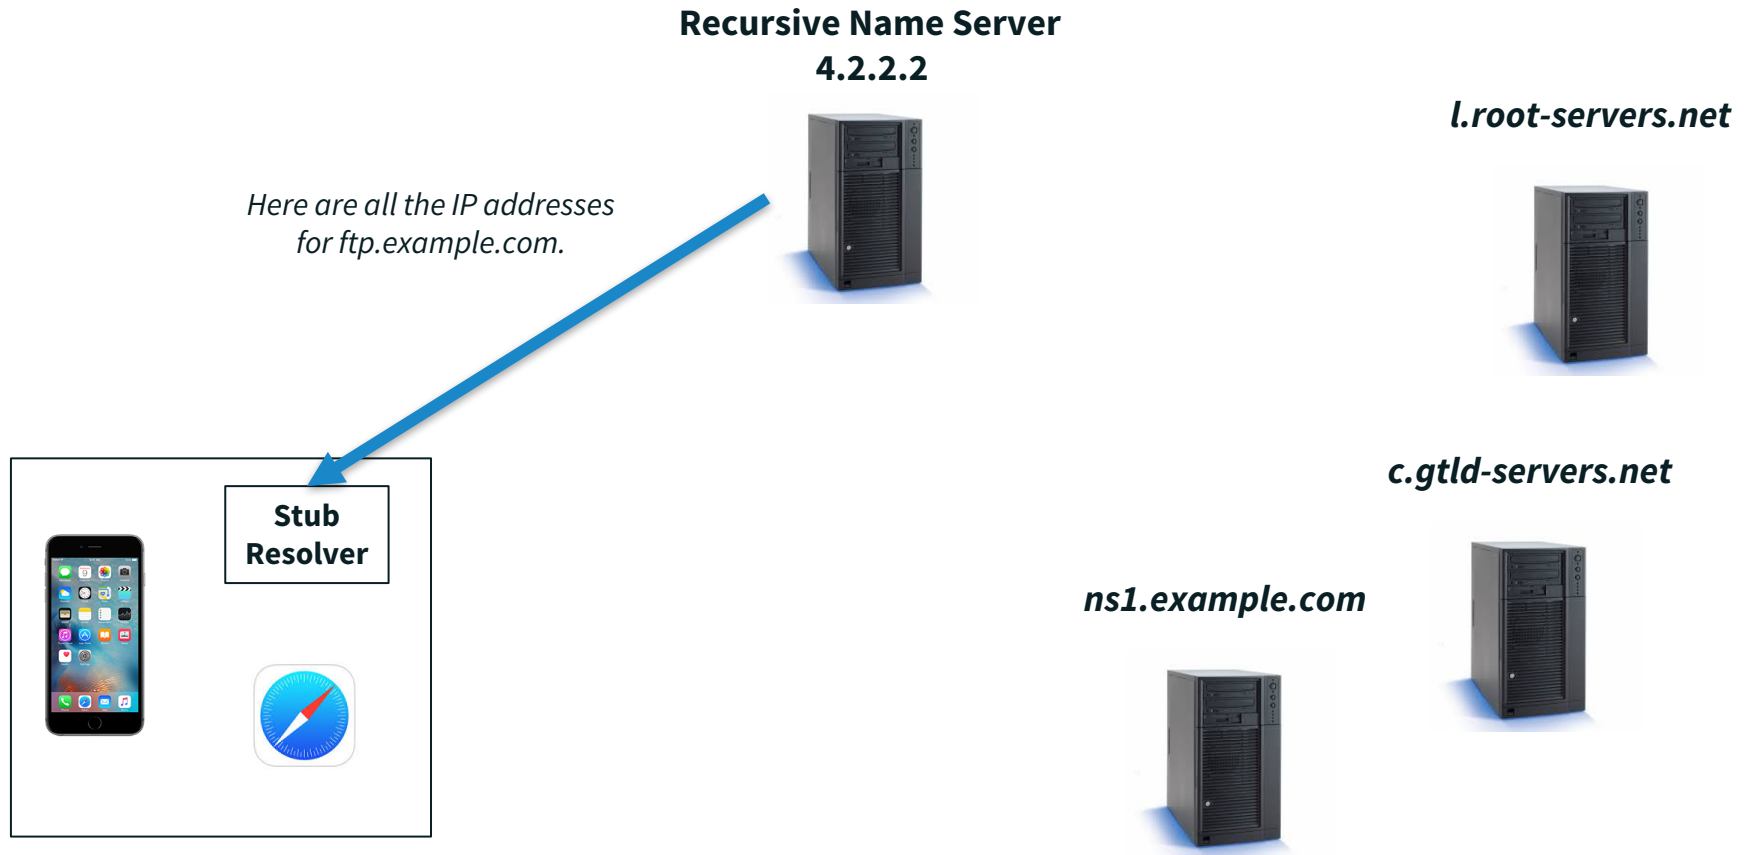 Recursive Name Server
4.2.2.2
l.root-servers.net
Here are all the IP addresses
for ftp.example.com.
c.gtld-servers.net
Stub
Resolver
ns1.example.com